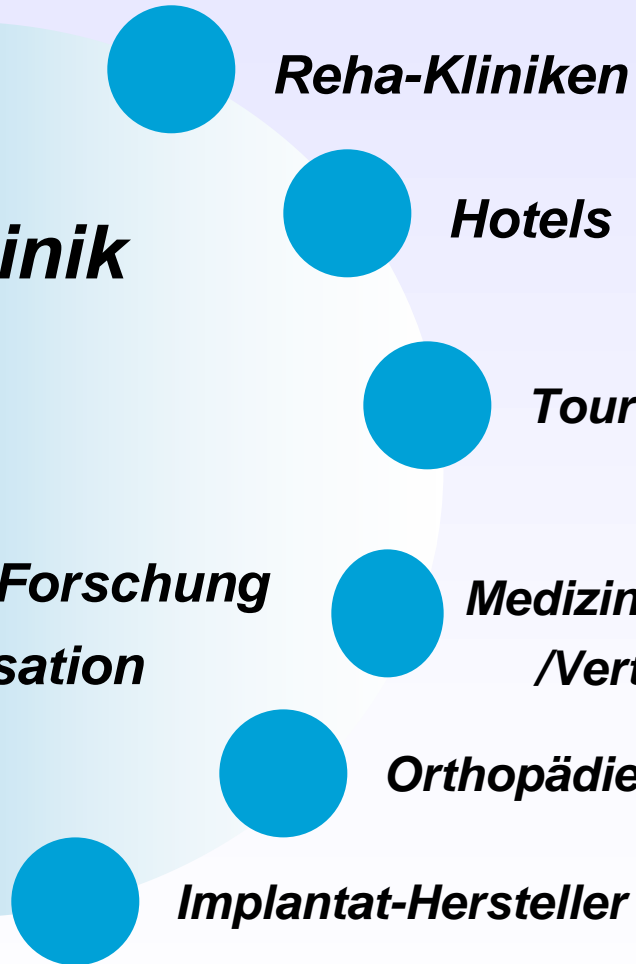 Reha-Kliniken
Hotels
inik
Tour
Forschung
sation
Medizin
/Vert
Orthopädie
Implantat-Hersteller